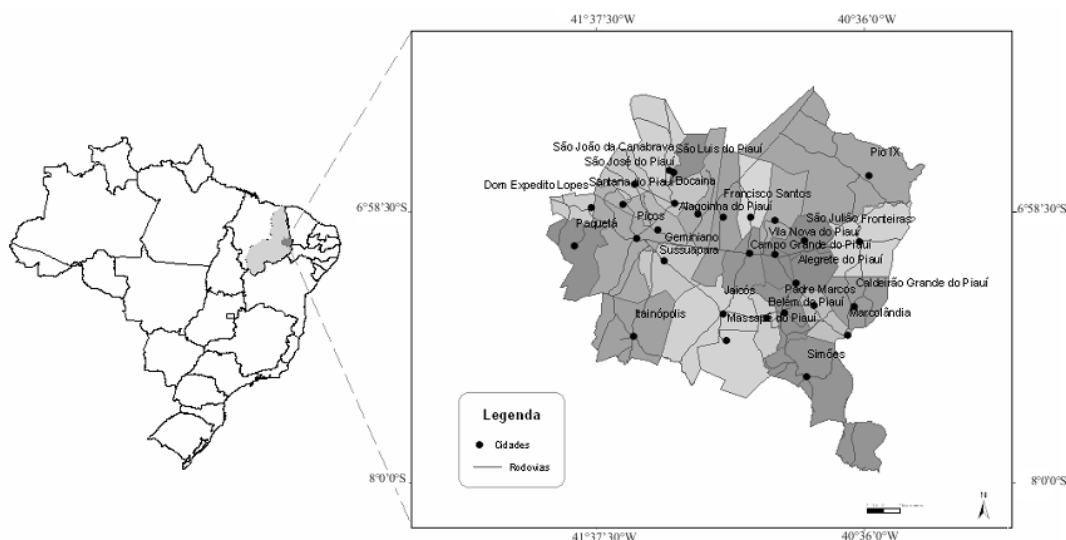 41°37'30"W
40°36'0"W
São João da Canabrava
São Luis do Piauí
São José do Piauí
Pio IX
Dom Expedito Lopes
Santana do Piauí
Bocaina
Francisco Santos
6°58'30"S
6°58'30"S
Alagoinha do Piauí
Paquetá
Picos
São Julião
Fronteiras
Vila Nova do Piauí
Geminiano
Campo Grande do Piauí
Sussuapara
Alegrete do Piauí
Caldeirão Grande do Piauí
Jaicós
Padre Marcos
Belém do Piauí
Itainópolis
Massapê do Piauí
Marcolândia
Simões
Legenda
Cidades
Rodovias
8°0'0"S
8°0'0"S
N
41°37'30"W
40°36'0"W